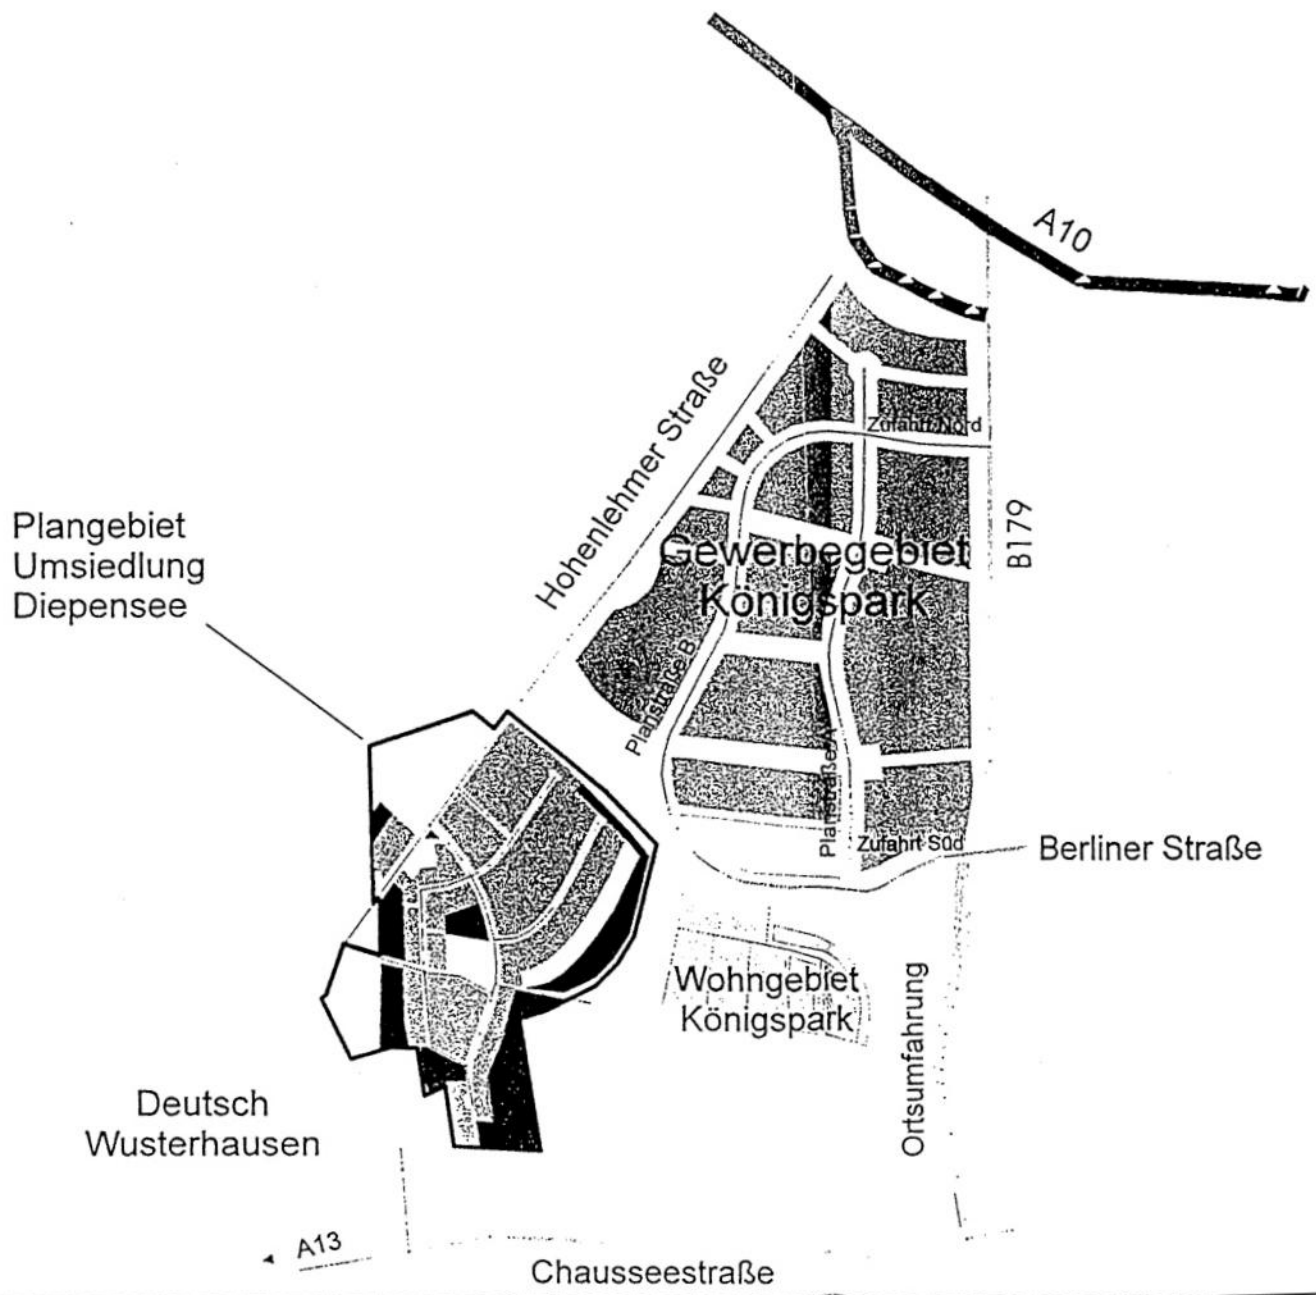 A10
Hohenlehmer Straße
Zufahrt Nord
B179
Plangebiet
Umsiedlung
Diepensee
Gewerbegebiet
Königspark
Planstraße B
Planstraße A
Zufahrt Süd
Berliner Straße
Wohngebiet
Königspark
Ortsumfahrung
Deutsch
Wusterhausen
A13
Chausseestraße